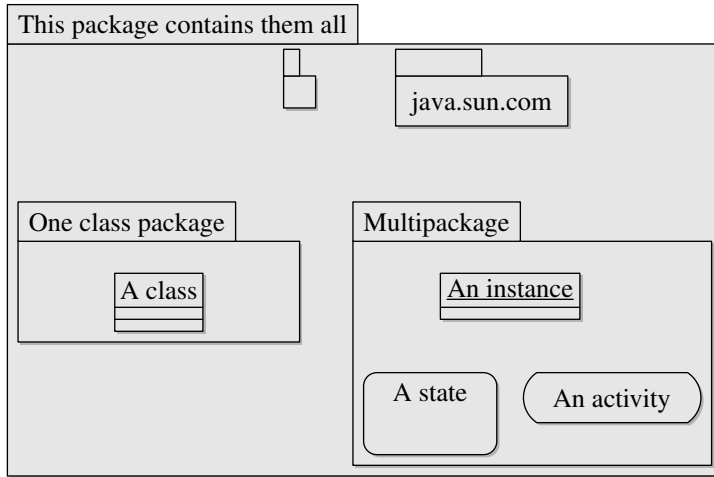 This package contains them all
java.sun.com
One class package
Multipackage
A class
An instance
A state
An activity